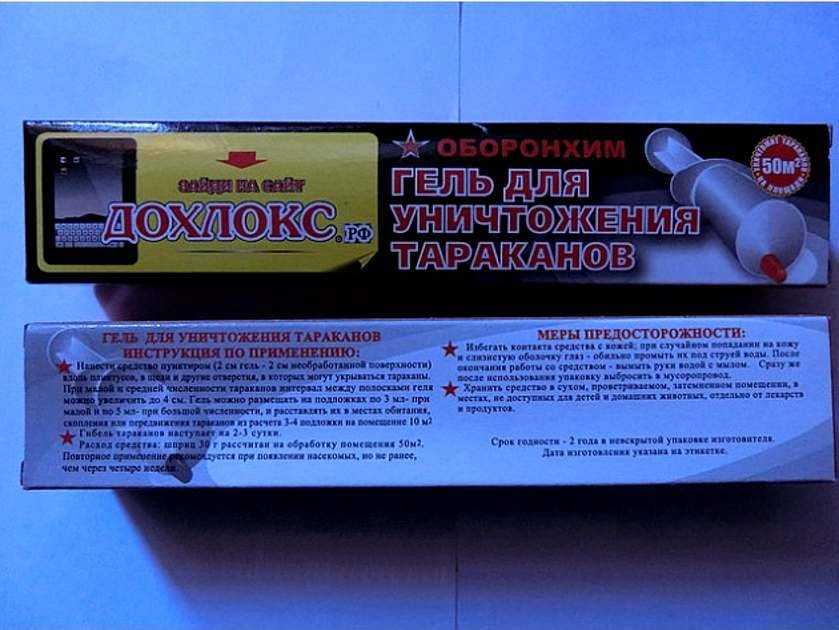 ЗАЙДИ НА САЙТ
ДОХЛОКС.РФ
ОБОРОНХИМ
ГЕЛЬ ДЛЯ
УНИЧТОЖЕНИЯ
ТАРАКАНОВ
50м²
ГЕЛЬ ДЛЯ УНИЧТОЖЕНИЯ ТАРАКАНОВ
ИНСТРУКЦИЯ ПО ПРИМЕНЕНИЮ:
Нанести средство пунктиром (2 см гель - 2 см необработанной поверхности)
вдоль плинтусов, в щели и другие отверстия, в которых могут укрываться тараканы.
При малой и средней численности тараканов интервал между полосками геля
можно увеличить до 4 см. Гель можно размещать на подложках по 3 мл- при
малой и по 5 мл- при большой численности, и расставлять их в местах обитания,
скопления или передвижения тараканов из расчета 3-4 подложки на помещение 10 м²
Гибель тараканов наступает на 2-3 сутки.
Расход средства: шприц 30 г рассчитан на обработку помещения 50м².
Повторное применение рекомендуется при появлении насекомых, но не ранее,
чем через четыре недели.
МЕРЫ ПРЕДОСТОРОЖНОСТИ:
Избегать контакта средства с кожей; при случайном попадании на кожу
и слизистую оболочку глаз - обильно промыть их под струей воды. После
окончания работы со средством - вымыть руки водой с мылом. Сразу же
после использования упаковку выбросить в мусоропровод.
Хранить средство в сухом, проветриваемом, затемненном помещении, в
местах, не доступных для детей и домашних животных, отдельно от лекарств
и продуктов.
Срок годности - 2 года в невскрытой упаковке изготовителя.
Дата изготовления указана на этикетке.